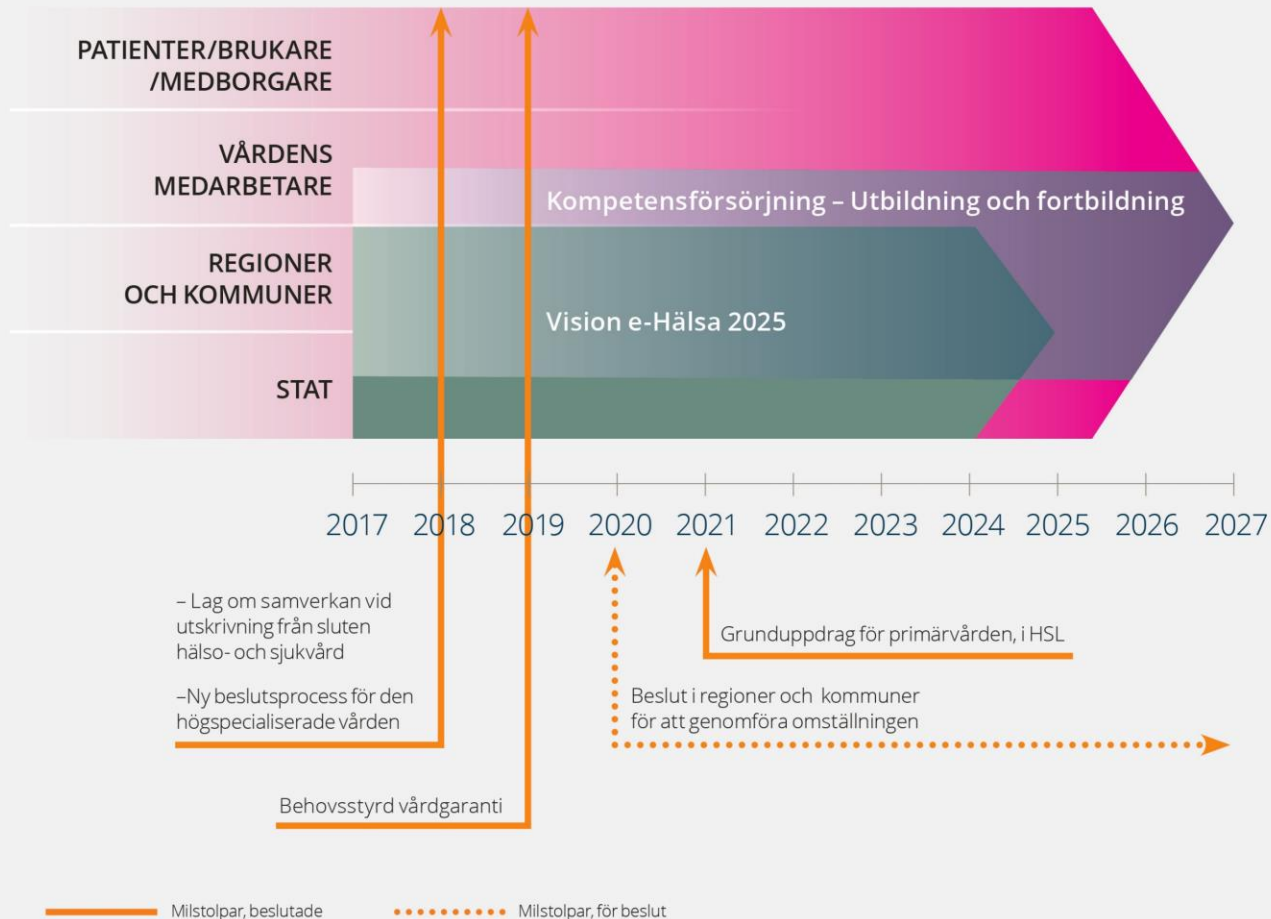 PATIENTER/BRUKARE
/MEDBORGARE
VÅRDENS
MEDARBETARE
Kompetensförsörjning – Utbildning och fortbildning
REGIONER
OCH KOMMUNER
Vision e-Hälsa 2025
STAT
2017 2018 2019 2020 2021 2022 2023 2024 2025 2026 2027
– Lag om samverkan vid
utskrivning från sluten
hälso- och sjukvård
–Ny beslutsprocess för den
högspecialiserade vården
Grunduppdrag för primärvården, i HSL
Beslut i regioner och kommuner
för att genomföra omställningen
Behovsstyrd vårdgaranti
Milstolpar, beslutade
Milstolpar, för beslut